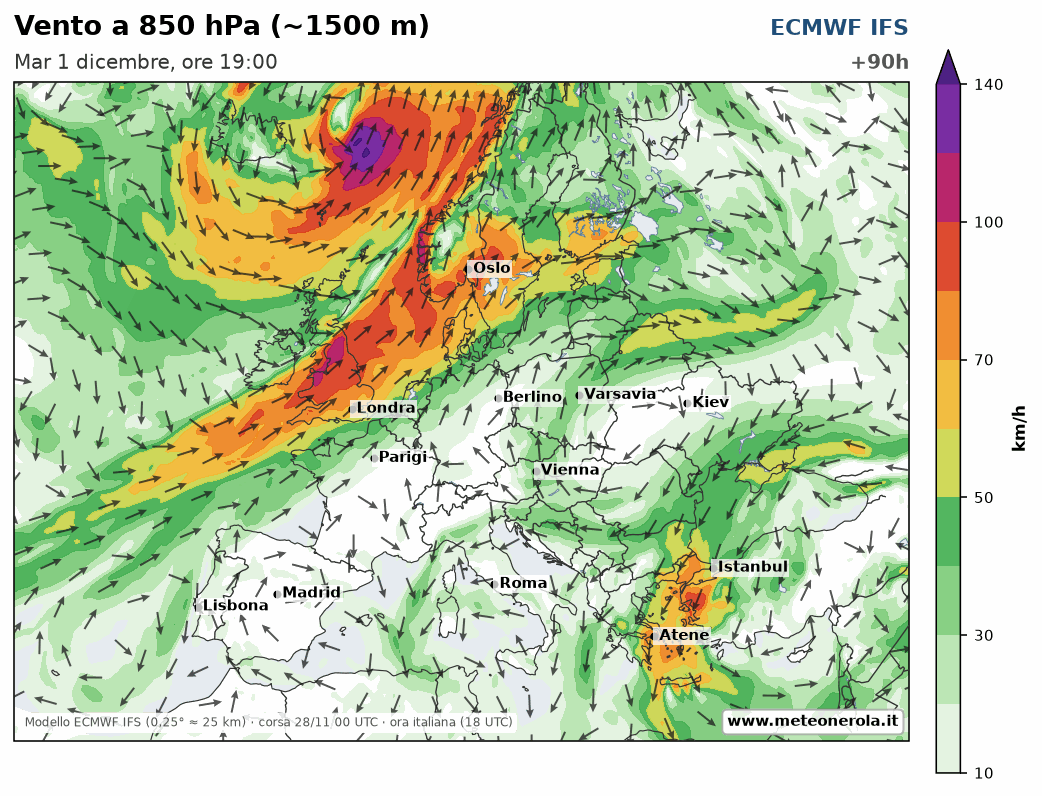 Vento a 850 hPa (~1500 m)
ECMWF IFS
Mar 1 dicembre, ore 19:00
+90h
140
100
70
50
30
10
km/h
Oslo
Berlino
Varsavia
Kiev
Londra
Parigi
Vienna
Istanbul
Roma
Madrid
Lisbona
Atene
Modello ECMWF IFS (0,25° ≈ 25 km) · corsa 28/11 00 UTC · ora italiana (18 UTC)
www.meteonerola.it